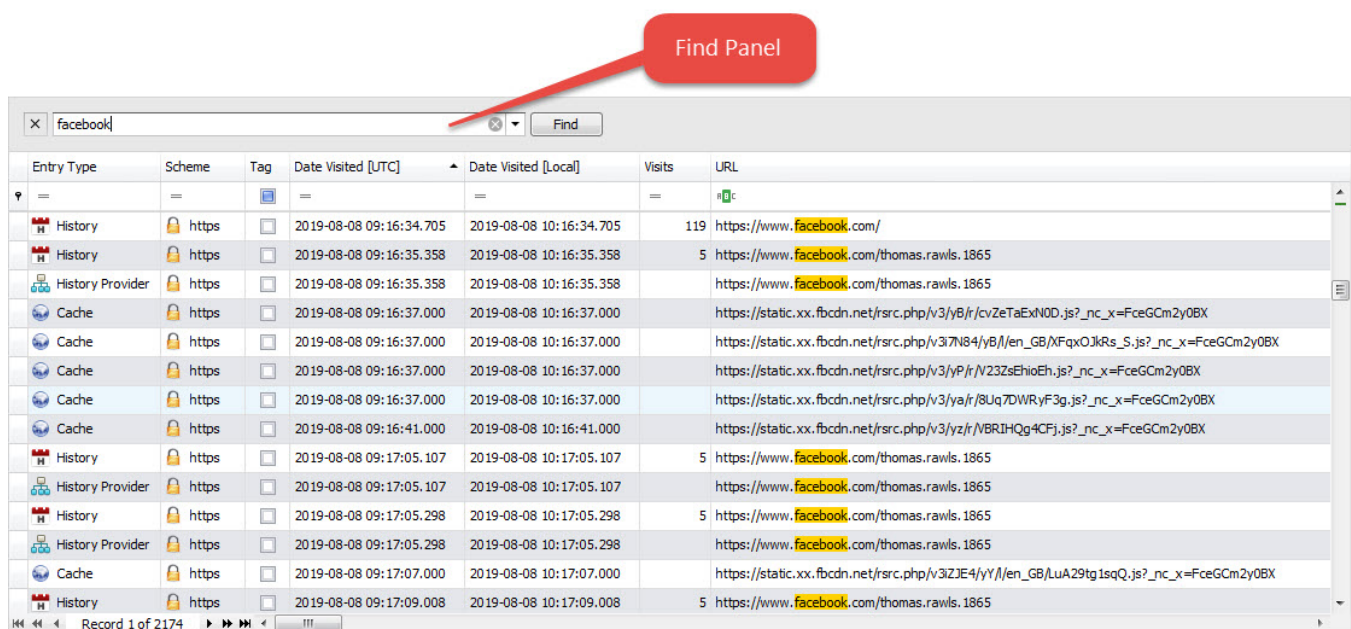 Find Panel
facebook Find
Entry Type Scheme Tag Date Visited [UTC] Date Visited [Local] Visits URL
= = = = =
History https 2019-08-08 09:16:34.705 2019-08-08 10:16:34.705 119 https://www.facebook.com/
History https 2019-08-08 09:16:35.358 2019-08-08 10:16:35.358 5 https://www.facebook.com/thomas.rawls.1865
History Provider https 2019-08-08 09:16:35.358 2019-08-08 10:16:35.358 https://www.facebook.com/thomas.rawls.1865
Cache https 2019-08-08 09:16:37.000 2019-08-08 10:16:37.000 https://static.xx.fbcdn.net/rsrc.php/v3/yB/r/cvZeTaExN0D.js?_nc_x=FceGCm2y0BX
Cache https 2019-08-08 09:16:37.000 2019-08-08 10:16:37.000 https://static.xx.fbcdn.net/rsrc.php/v3i7N84/yB/l/en_GB/XFqxOJkRs_S.js?_nc_x=FceGCm2y0BX
Cache https 2019-08-08 09:16:37.000 2019-08-08 10:16:37.000 https://static.xx.fbcdn.net/rsrc.php/v3/yP/r/V23ZsEhioEh.js?_nc_x=FceGCm2y0BX
Cache https 2019-08-08 09:16:37.000 2019-08-08 10:16:37.000 https://static.xx.fbcdn.net/rsrc.php/v3/ya/r/8Uq7DWRyF3g.js?_nc_x=FceGCm2y0BX
Cache https 2019-08-08 09:16:41.000 2019-08-08 10:16:41.000 https://static.xx.fbcdn.net/rsrc.php/v3/yz/r/VBRIHQg4CFj.js?_nc_x=FceGCm2y0BX
History https 2019-08-08 09:17:05.107 2019-08-08 10:17:05.107 5 https://www.facebook.com/thomas.rawls.1865
History Provider https 2019-08-08 09:17:05.107 2019-08-08 10:17:05.107 https://www.facebook.com/thomas.rawls.1865
History https 2019-08-08 09:17:05.298 2019-08-08 10:17:05.298 5 https://www.facebook.com/thomas.rawls.1865
History Provider https 2019-08-08 09:17:05.298 2019-08-08 10:17:05.298 https://www.facebook.com/thomas.rawls.1865
Cache https 2019-08-08 09:17:07.000 2019-08-08 10:17:07.000 https://static.xx.fbcdn.net/rsrc.php/v3iZJE4/yY/l/en_GB/LuA29tg1sqQ.js?_nc_x=FceGCm2y0BX
History https 2019-08-08 09:17:09.008 2019-08-08 10:17:09.008 5 https://www.facebook.com/thomas.rawls.1865
Record 1 of 2174